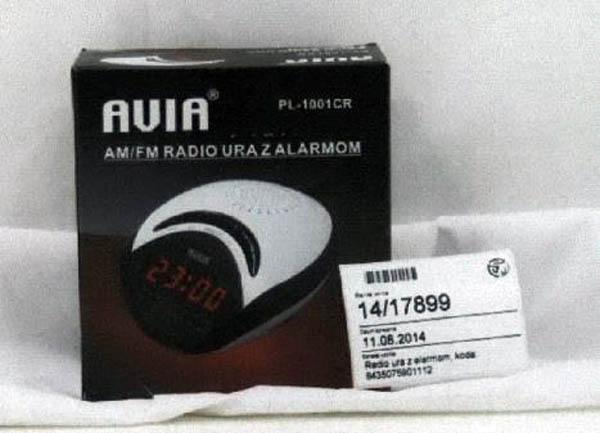 AVIA®
PL-1001CR
AM/FM RADIO URA Z ALARMOM
AVIA
23:00
14/17899
11.06.2014
Radio ura z alarmom, koda:
8435075901112